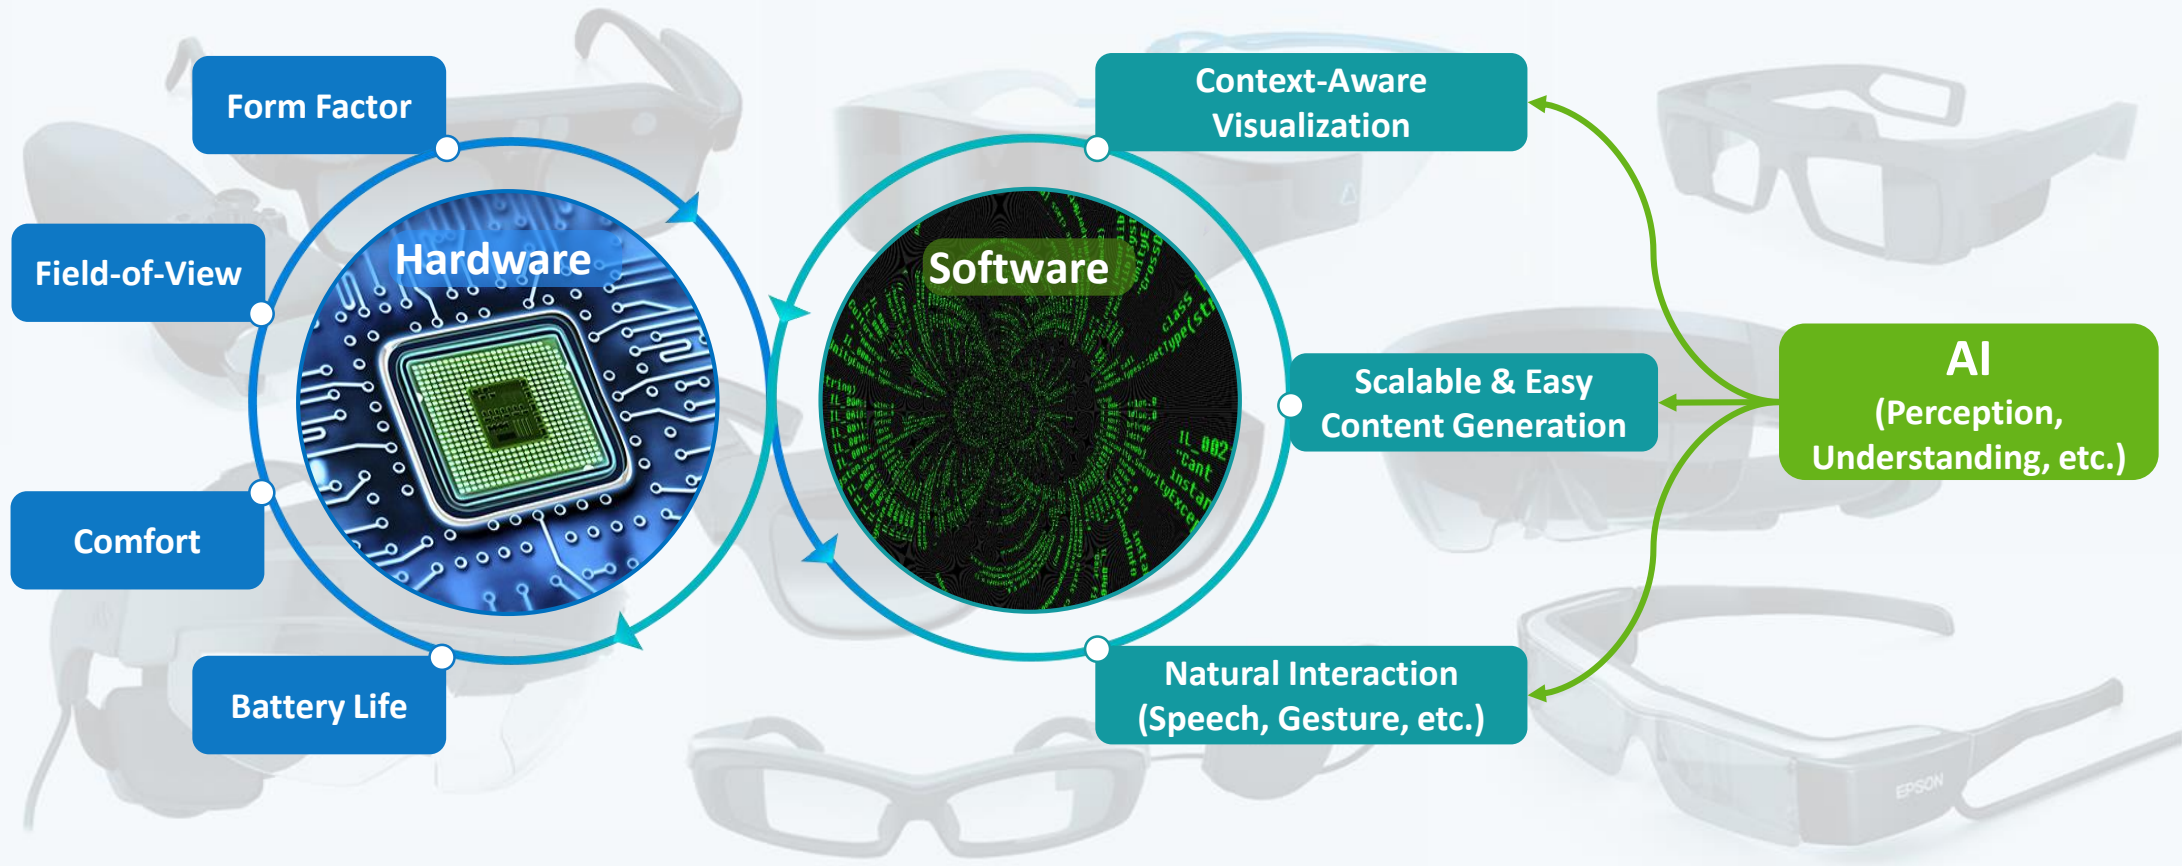 Form Factor
Field-of-View
Comfort
Battery Life
Hardware
Software
Context-Aware
Visualization
Scalable & Easy
Content Generation
Natural Interaction
(Speech, Gesture, etc.)
AI
(Perception,
Understanding, etc.)
EPSON